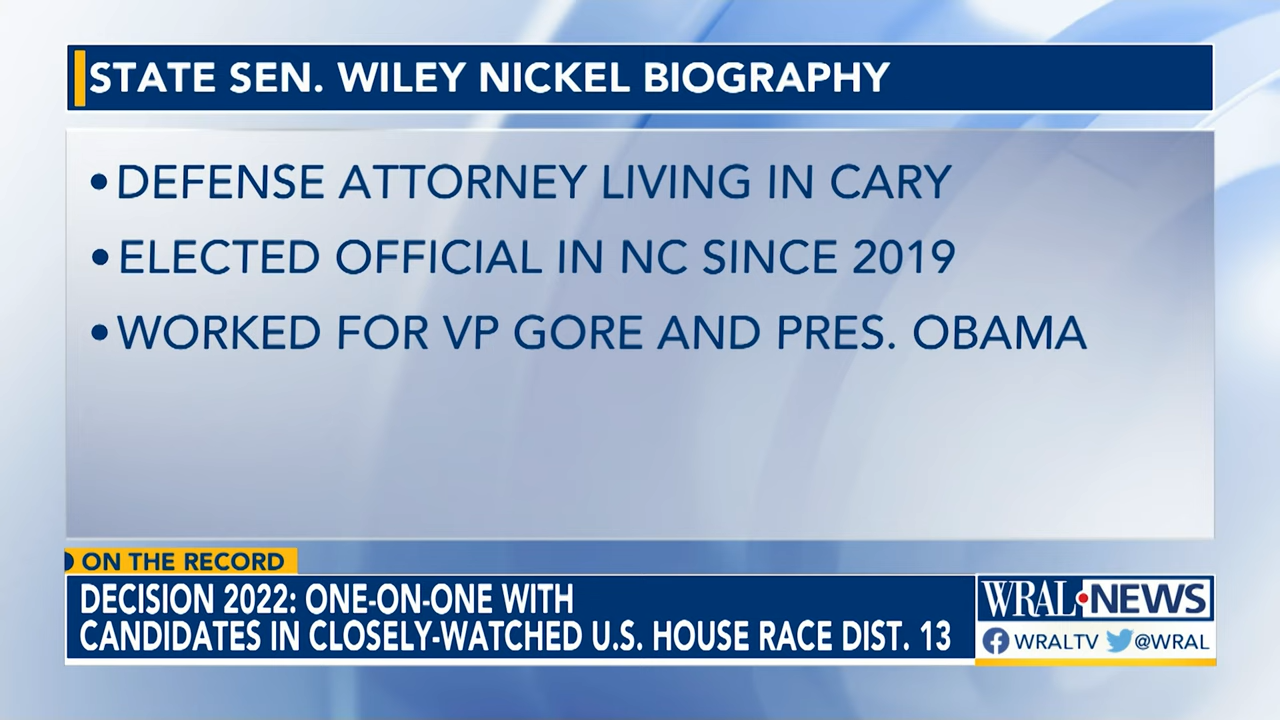 STATE SEN. WILEY NICKEL BIOGRAPHY
• DEFENSE ATTORNEY LIVING IN CARY
• ELECTED OFFICIAL IN NC SINCE 2019
• WORKED FOR VP GORE AND PRES. OBAMA
ON THE RECORD
DECISION 2022: ONE-ON-ONE WITH
CANDIDATES IN CLOSELY-WATCHED U.S. HOUSE RACE DIST. 13
WRAL•NEWS
WRALTV @WRAL